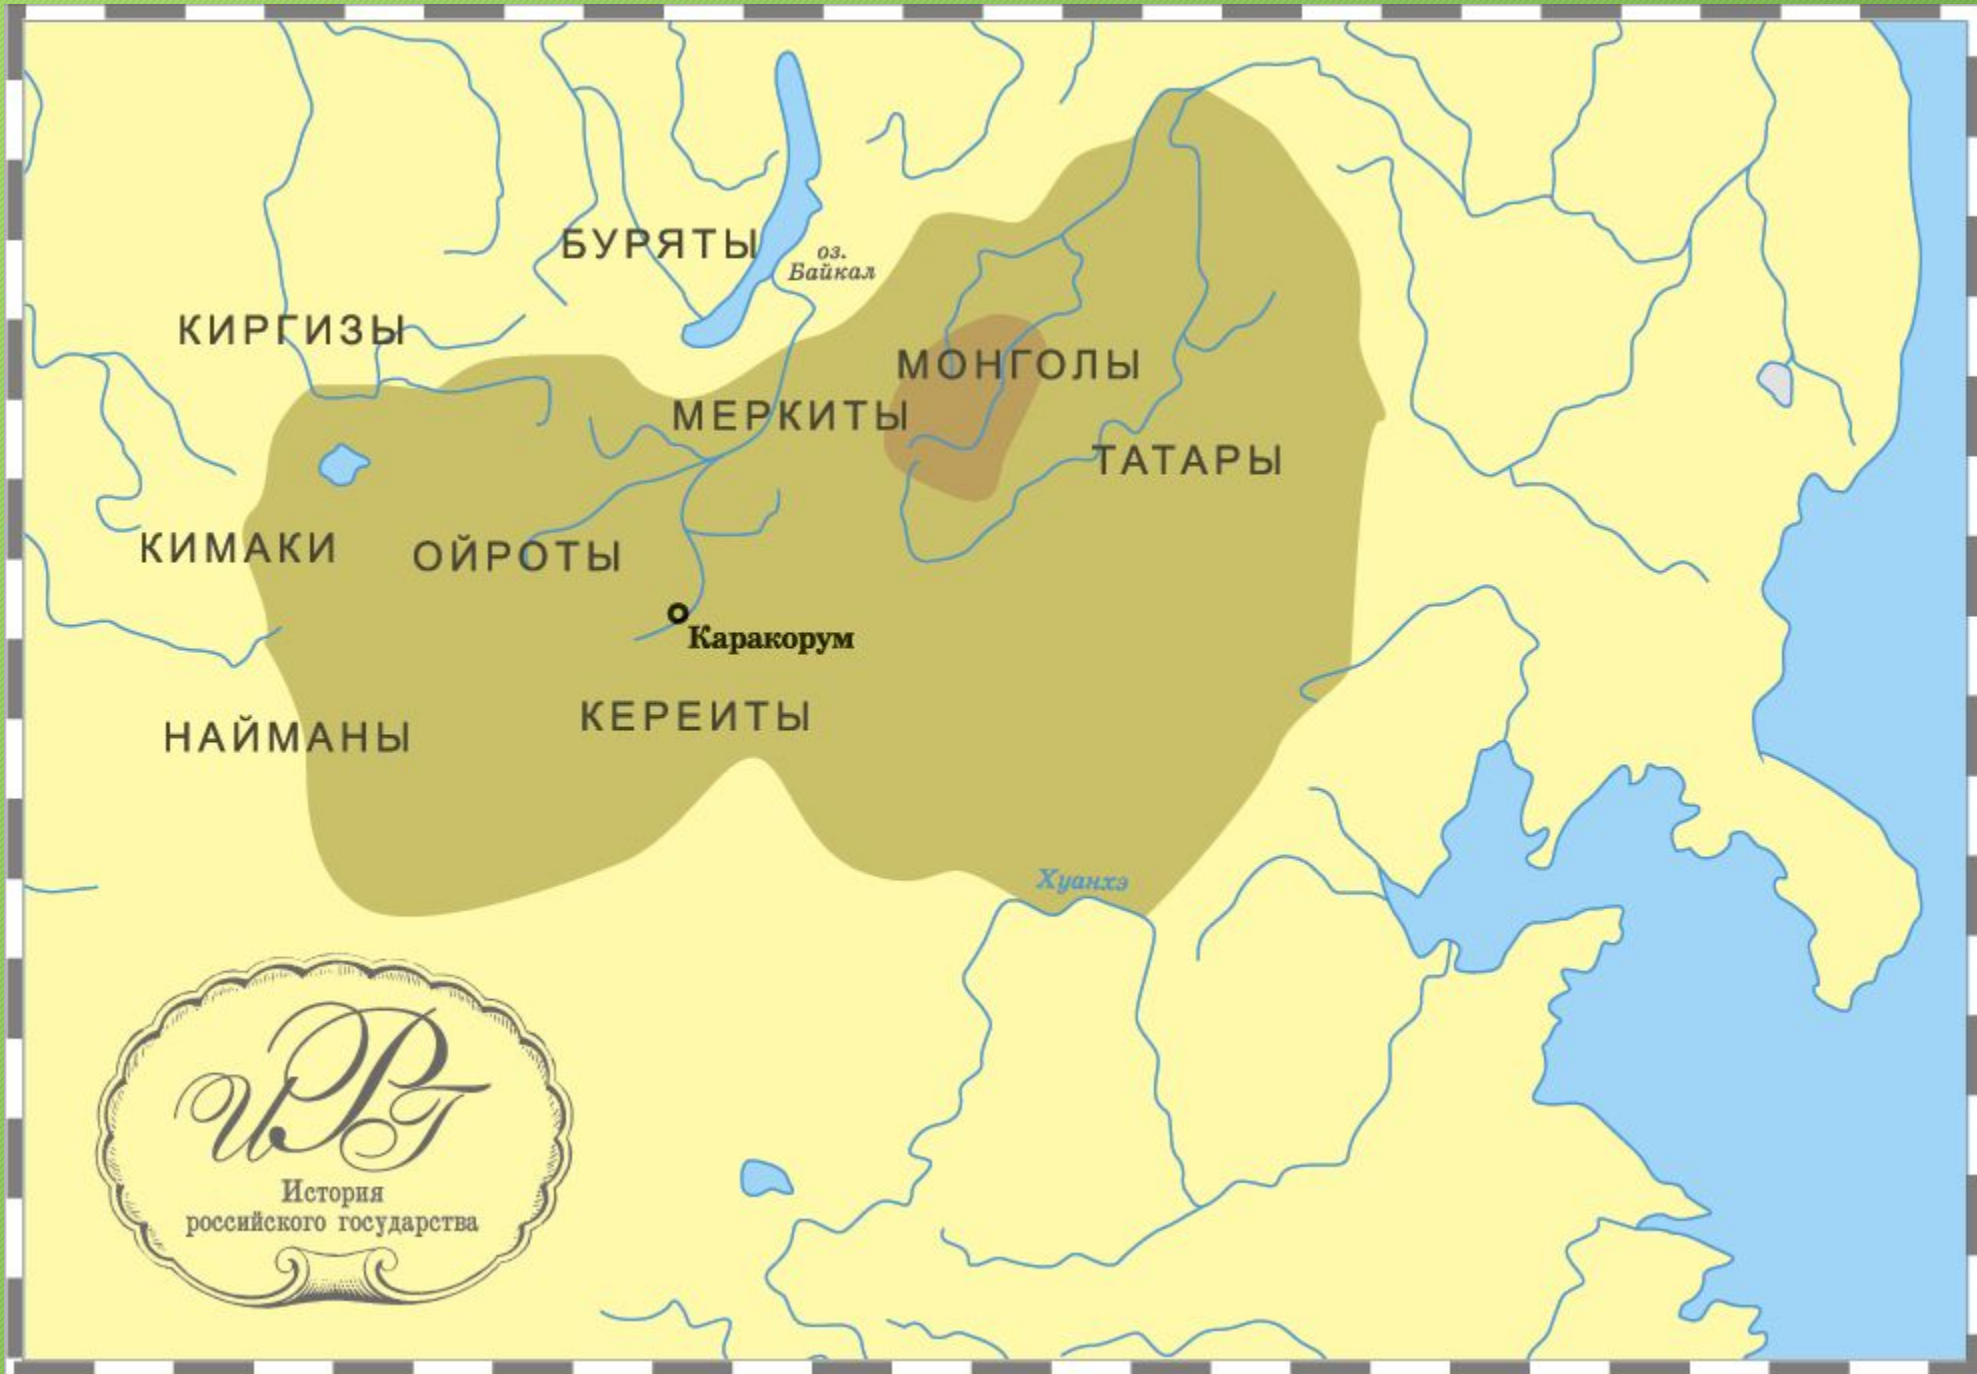 БУРЯТЫ
оз.
Байкал
КИРГИЗЫ
МОНГОЛЫ
МЕРКИТЫ
ТАТАРЫ
КИМАКИ
ОЙРОТЫ
Каракорум
КЕРЕИТЫ
НАЙМАНЫ
Хуанхэ
ИРГ
История
российского государства